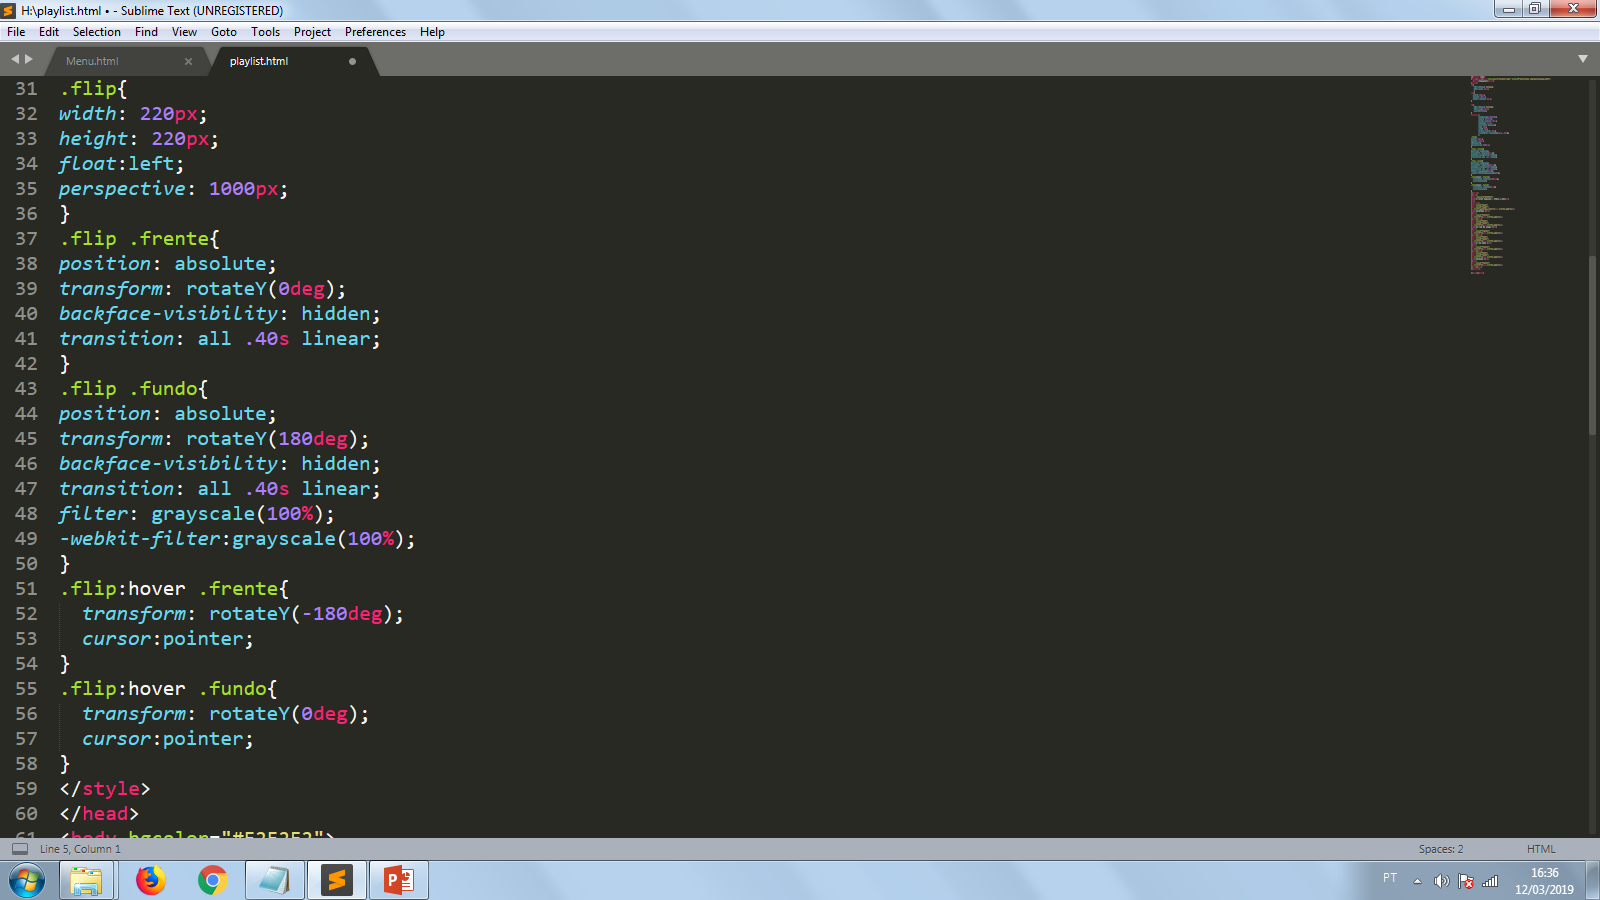 H:\playlist.html • - Sublime Text (UNREGISTERED)
File Edit Selection Find View Goto Tools Project Preferences Help
Menu.html × playlist.html
31 .flip{
32 width: 220px;
33 height: 220px;
34 float:left;
35 perspective: 1000px;
36 }
37 .flip .frente{
38 position: absolute;
39 transform: rotateY(0deg);
40 backface-visibility: hidden;
41 transition: all .40s linear;
42 }
43 .flip .fundo{
44 position: absolute;
45 transform: rotateY(180deg);
46 backface-visibility: hidden;
47 transition: all .40s linear;
48 filter: grayscale(100%);
49 -webkit-filter:grayscale(100%);
50 }
51 .flip:hover .frente{
52 transform: rotateY(-180deg);
53 cursor:pointer;
54 }
55 .flip:hover .fundo{
56 transform: rotateY(0deg);
57 cursor:pointer;
58 }
59 </style>
60 </head>
61 <body bgcolor="#F2F2F2">
Line 5, Column 1 Spaces: 2 HTML
PT 16:36
12/03/2019